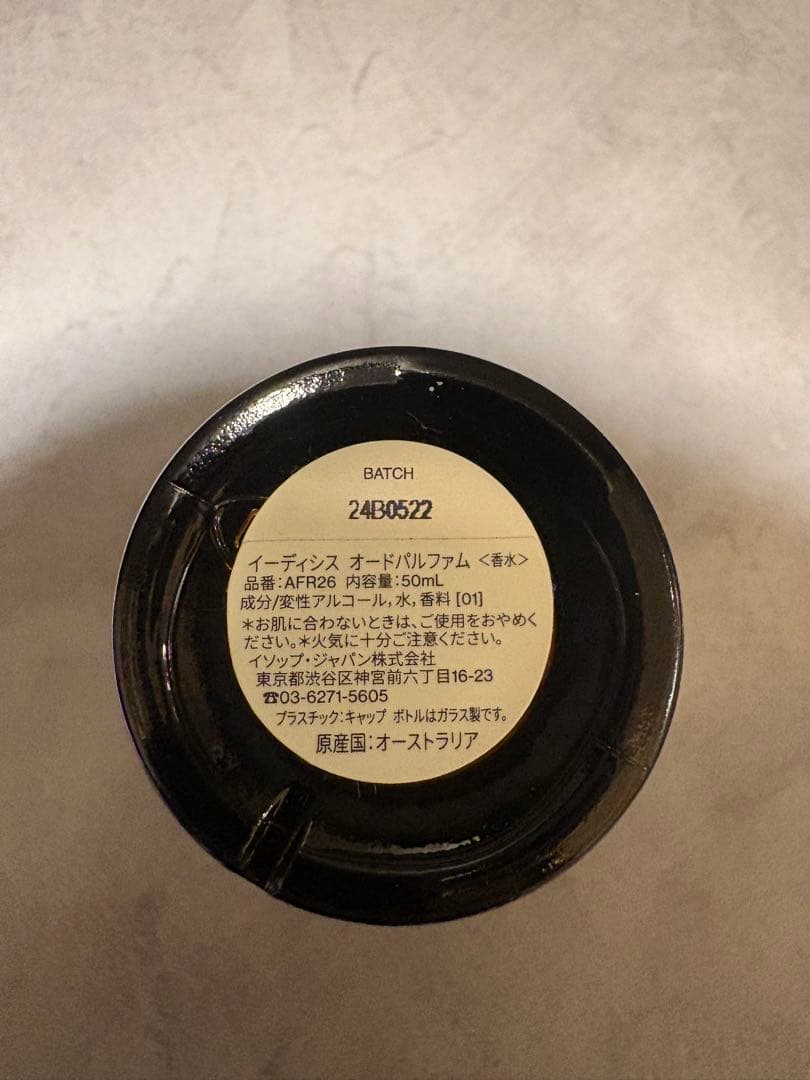 BATCH
24B0522
イーディシス オードパルファム <香水>
品番:AFR26 内容量:50mL
成分/変性アルコール,水,香料 [01]
*お肌に合わないときは、ご使用をおやめく
ださい。*火気に十分ご注意ください。
イソップ・ジャパン株式会社
東京都渋谷区神宮前六丁目16-23
☎03-6271-5605
プラスチック:キャップ ボトルはガラス製です。
原産国:オーストラリア